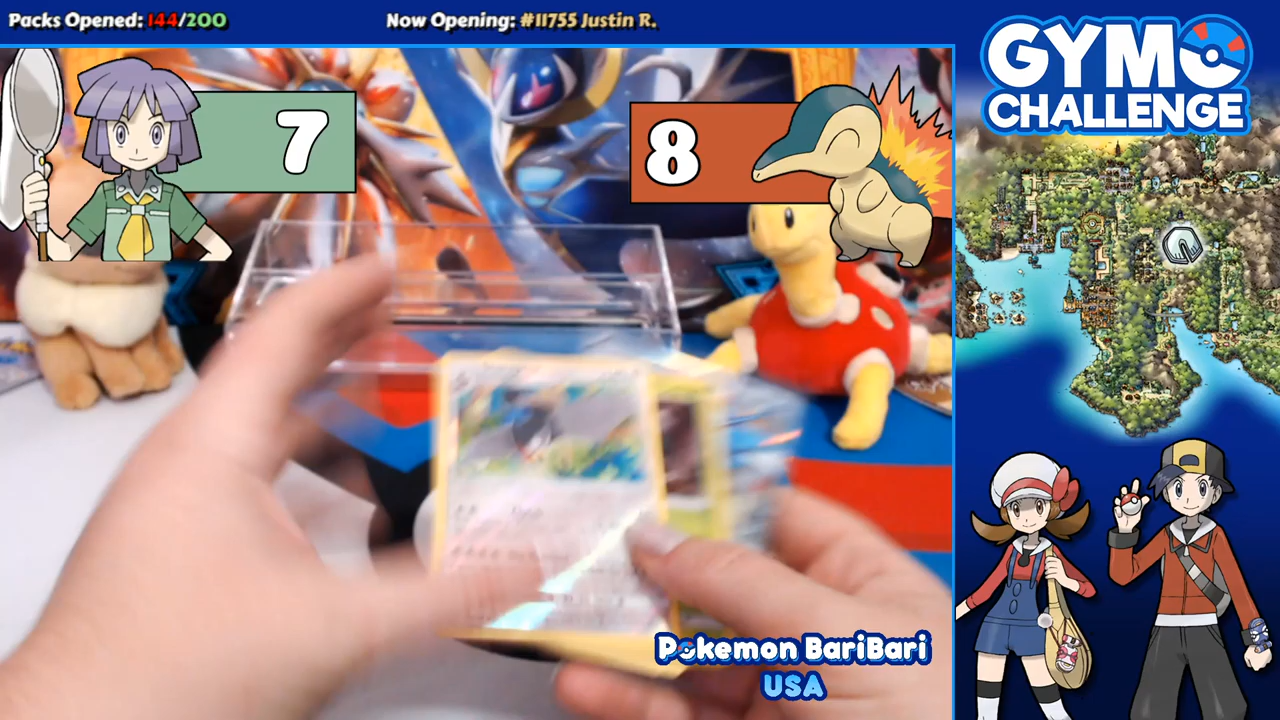 Packs Opened: 144/200
Now Opening: #11755 Justin R.
GYM
CHALLENGE
7
8
Pokemon BariBari
USA